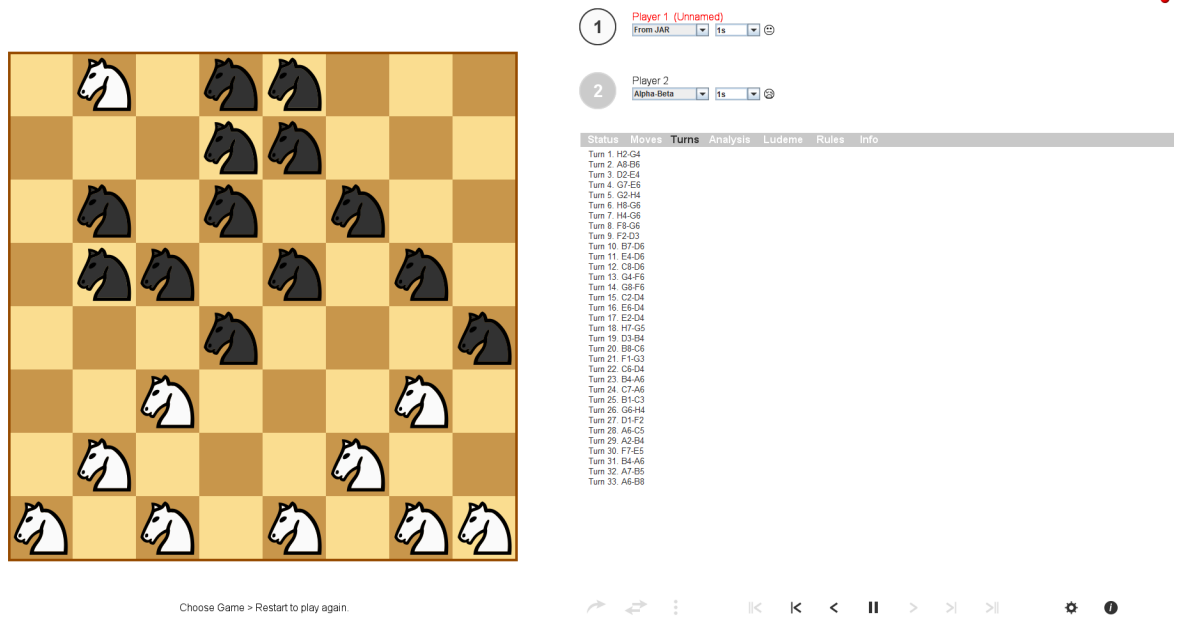 1
Player 1 (Unnamed)
From JAR
1s
2
Player 2
Alpha-Beta
1s
Status Moves Turns Analysis Ludeme Rules Info
Turn 1. H2-G4
Turn 2. A8-B6
Turn 3. D2-E4
Turn 4. G7-E6
Turn 5. G2-H4
Turn 6. H8-G6
Turn 7. H4-G6
Turn 8. F8-G6
Turn 9. F2-D3
Turn 10. B7-D6
Turn 11. E4-D6
Turn 12. C8-D6
Turn 13. G4-F6
Turn 14. G8-F6
Turn 15. C2-D4
Turn 16. E6-D4
Turn 17. E2-D4
Turn 18. H7-G5
Turn 19. D3-B4
Turn 20. B8-C6
Turn 21. F1-G3
Turn 22. C6-D4
Turn 23. B4-A6
Turn 24. C7-A6
Turn 25. B1-C3
Turn 26. G6-H4
Turn 27. D1-F2
Turn 28. A6-C5
Turn 29. A2-B4
Turn 30. F7-E5
Turn 31. B4-A6
Turn 32. A7-B5
Turn 33. A6-B8
Choose Game > Restart to play again.